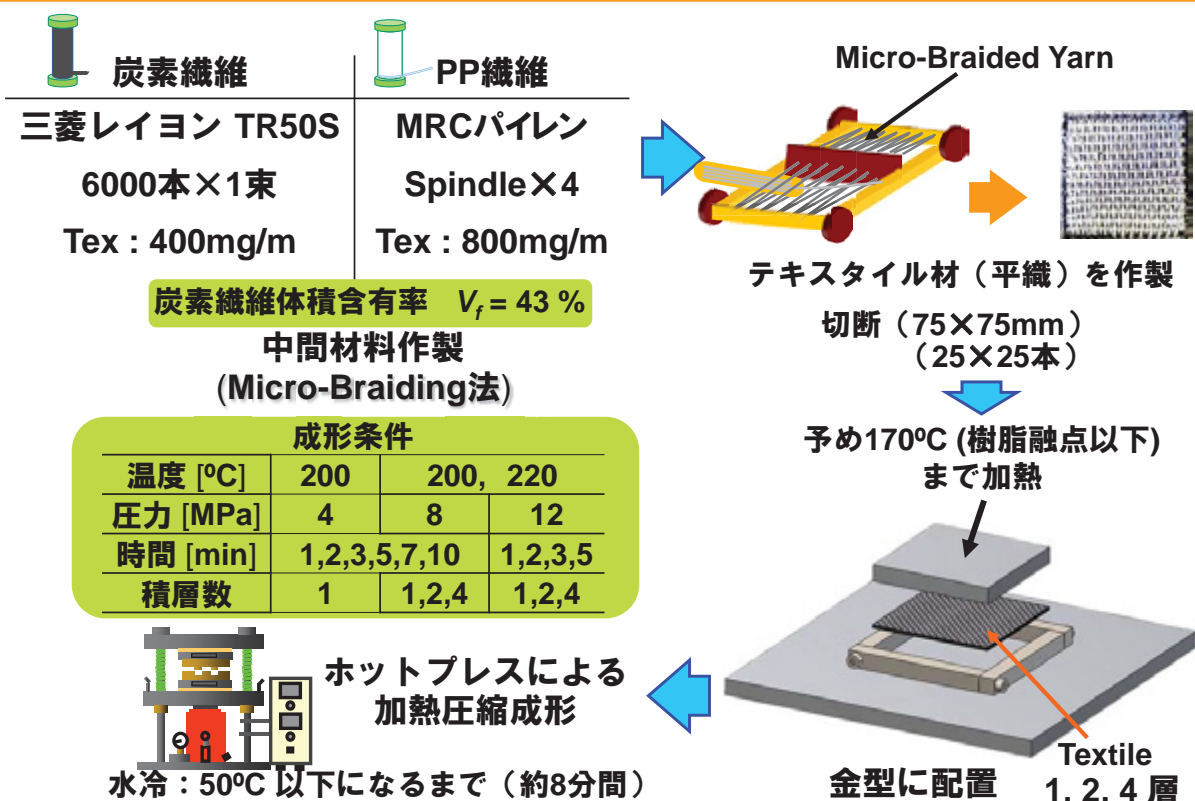 炭素繊維
PP繊維
三菱レイヨン TR50S
MRCパイレン
6000本×1束
Spindle×4
Tex : 400mg/m
Tex : 800mg/m
炭素繊維体積含有率 Vf = 43 %
中間材料作製
(Micro-Braiding法)
Micro-Braided Yarn
テキスタイル材（平織）を作製
切断（75×75mm）
（25×25本）
予め170ºC (樹脂融点以下)
まで加熱
成形条件
温度 [ºC] 200 200, 220
圧力 [MPa] 4 8 12
時間 [min] 1,2,3,5,7,10 1,2,3,5
積層数 1 1,2,4 1,2,4
Textile
1, 2, 4 層
金型に配置
ホットプレスによる
加熱圧縮成形
水冷：50ºC 以下になるまで（約8分間）